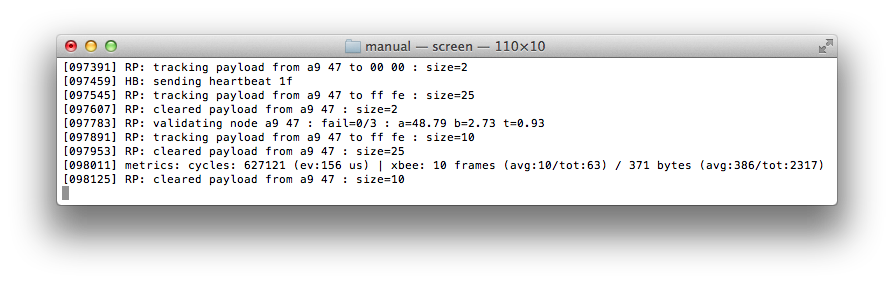 manual — screen — 110×10
[097391] RP: tracking payload from a9 47 to 00 00 : size=2
[097459] HB: sending heartbeat 1f
[097545] RP: tracking payload from a9 47 to ff fe : size=25
[097607] RP: cleared payload from a9 47 : size=2
[097783] RP: validating node a9 47 : fail=0/3 : a=48.79 b=2.73 t=0.93
[097891] RP: tracking payload from a9 47 to ff fe : size=10
[097953] RP: cleared payload from a9 47 : size=25
[098011] metrics: cycles: 627121 (ev:156 us) | xbee: 10 frames (avg:10/tot:63) / 371 bytes (avg:386/tot:2317)
[098125] RP: cleared payload from a9 47 : size=10